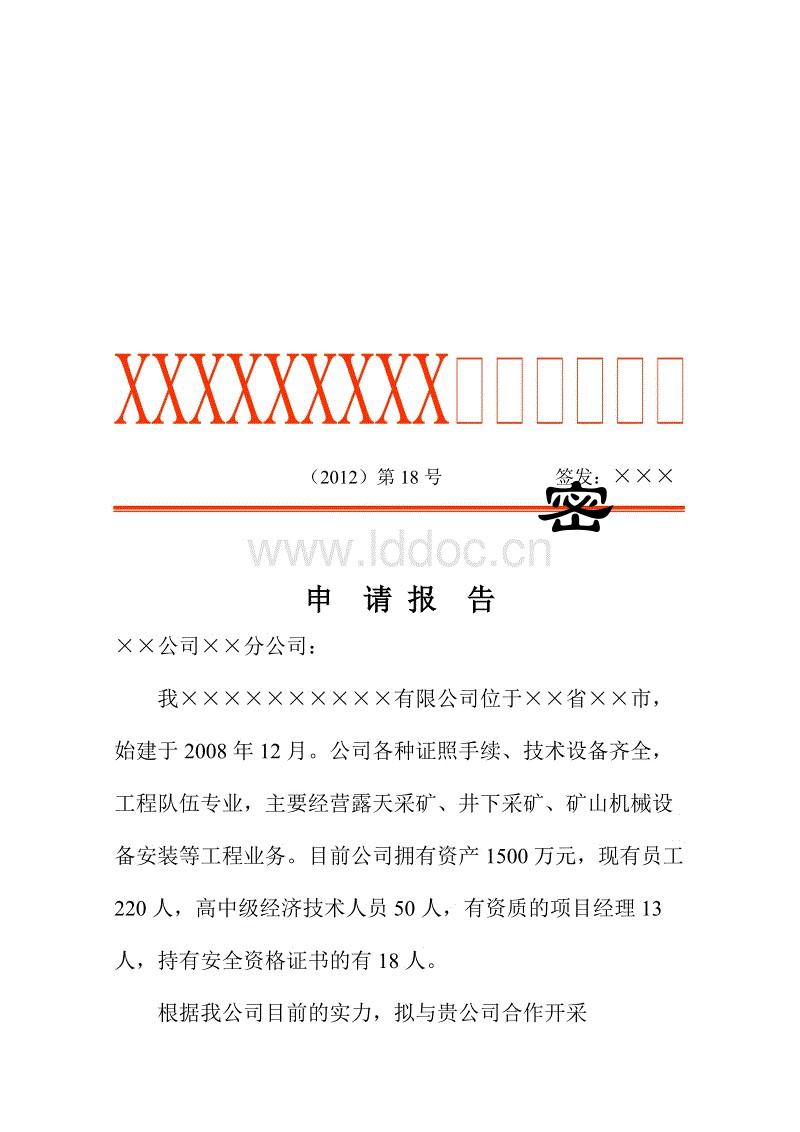 XXXXXXXXXX□□□□□□
（2012）第 18 号 签发：×××
密
www.lddoc.cn
申 请 报 告
××公司××分公司：
我××××××××××有限公司位于××省××市，
始建于 2008 年 12 月。公司各种证照手续、技术设备齐全，
工程队伍专业，主要经营露天采矿、井下采矿、矿山机械设
备安装等工程业务。目前公司拥有资产 1500 万元，现有员工
220 人，高中级经济技术人员 50 人，有资质的项目经理 13
人，持有安全资格证书的有 18 人。
根据我公司目前的实力，拟与贵公司合作开采